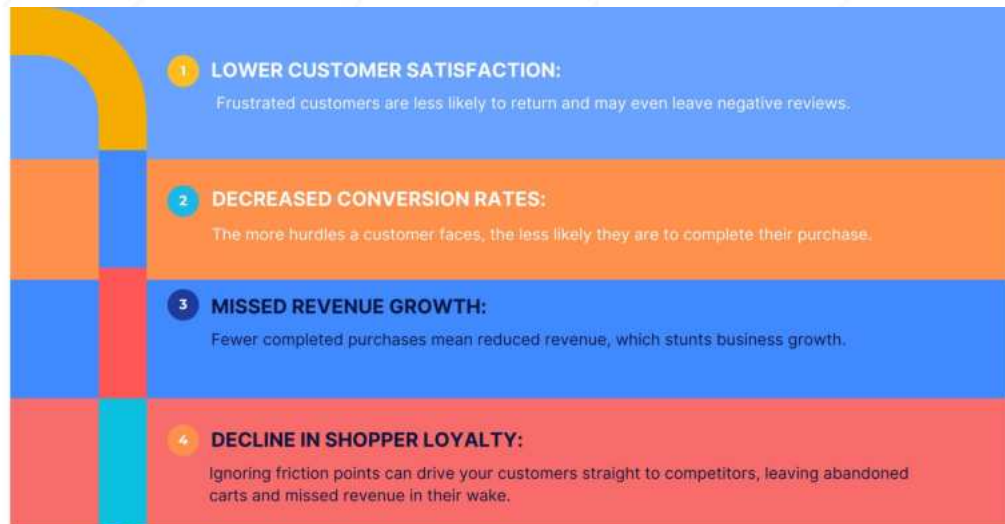 1 LOWER CUSTOMER SATISFACTION:
Frustrated customers are less likely to return and may even leave negative reviews.
2 DECREASED CONVERSION RATES:
The more hurdles a customer faces, the less likely they are to complete their purchase.
3 MISSED REVENUE GROWTH:
Fewer completed purchases mean reduced revenue, which stunts business growth.
4 DECLINE IN SHOPPER LOYALTY:
Ignoring friction points can drive your customers straight to competitors, leaving abandoned
carts and missed revenue in their wake.